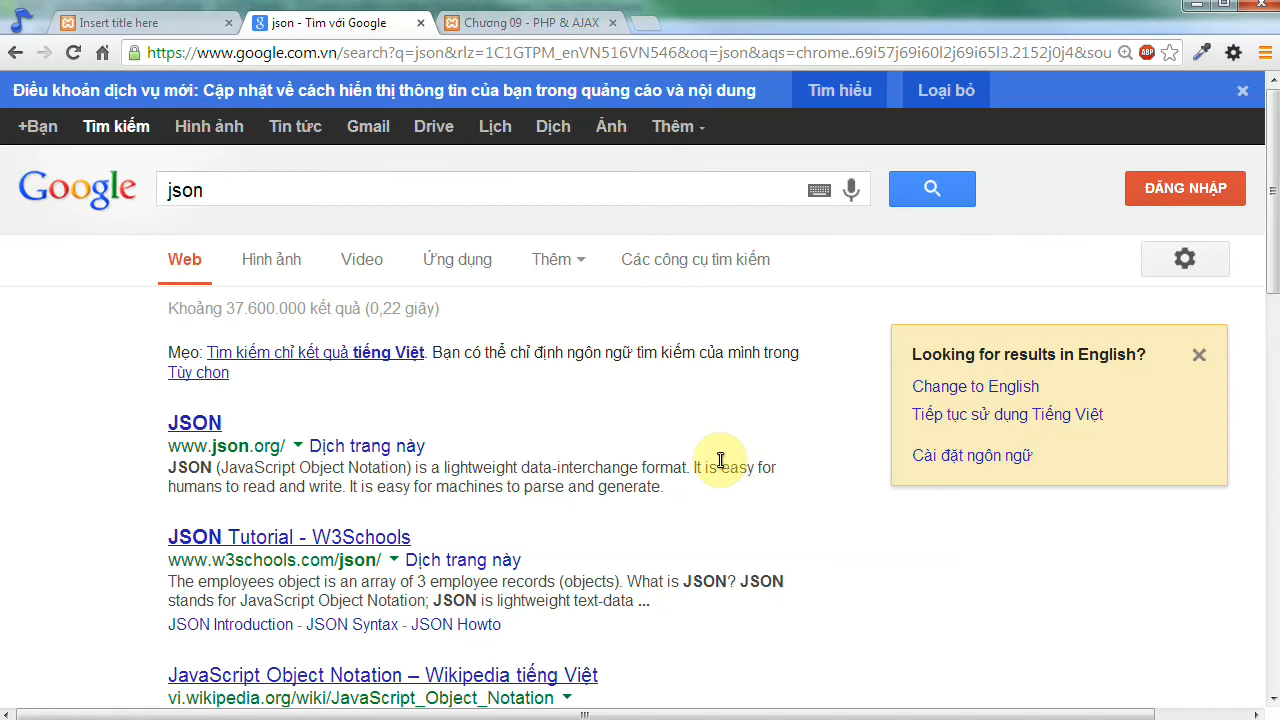 Insert title here
json - Tìm với Google
Chương 09 - PHP & AJAX
https://www.google.com.vn/search?q=json&rlz=1C1GTPM_enVN516VN546&oq=json&aqs=chrome..69i57j69i60l2j69i65l3.2152j0j4&sou
ABP
Điều khoản dịch vụ mới: Cập nhật về cách hiển thị thông tin của bạn trong quảng cáo và nội dung
Tìm hiểu
Loại bỏ
+Bạn Tìm kiếm Hình ảnh Tin tức Gmail Drive Lịch Dịch Ảnh Thêm
Google
json
ĐĂNG NHẬP
Web Hình ảnh Video Ứng dụng Thêm Các công cụ tìm kiếm
Khoảng 37.600.000 kết quả (0,22 giây)
Mẹo: Tìm kiếm chỉ kết quả tiếng Việt. Bạn có thể chỉ định ngôn ngữ tìm kiếm của mình trong
Tùy chọn
JSON
www.json.org/ Dịch trang này
JSON (JavaScript Object Notation) is a lightweight data-interchange format. It is easy for
humans to read and write. It is easy for machines to parse and generate.
JSON Tutorial - W3Schools
www.w3schools.com/json/ Dịch trang này
The employees object is an array of 3 employee records (objects). What is JSON? JSON
stands for JavaScript Object Notation; JSON is lightweight text-data ...
JSON Introduction - JSON Syntax - JSON Howto
JavaScript Object Notation – Wikipedia tiếng Việt
vi.wikipedia.org/wiki/JavaScript_Object_Notation
Looking for results in English?
Change to English
Tiếp tục sử dụng Tiếng Việt
Cài đặt ngôn ngữ